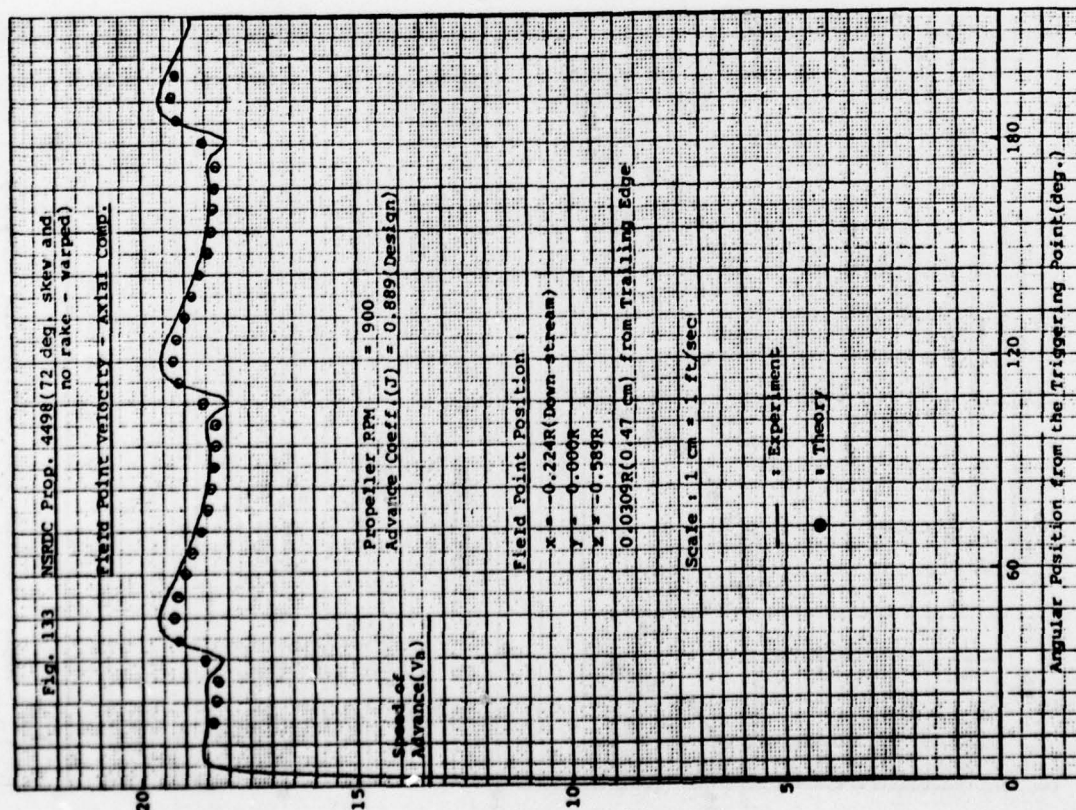 Fig. 133 NSRDC Prop. 4498(72 deg. skew and
no rake - warped)
Field Point Velocity - Axial Comp.
Propeller RPM = 900
Advance Coeff.(J) = 0.889(Design)
Speed of
Advance(Va)
Field Point Position :
x = -0.224R(Down stream)
y = 0.000R
z = -0.589R
0.0309R(0.47 cm) from Trailing Edge
Scale : 1 cm = 1 ft/sec
: Experiment
: Theory
20
15
10
5
0
60
120
180
Angular Position from the Triggering Point(deg.)